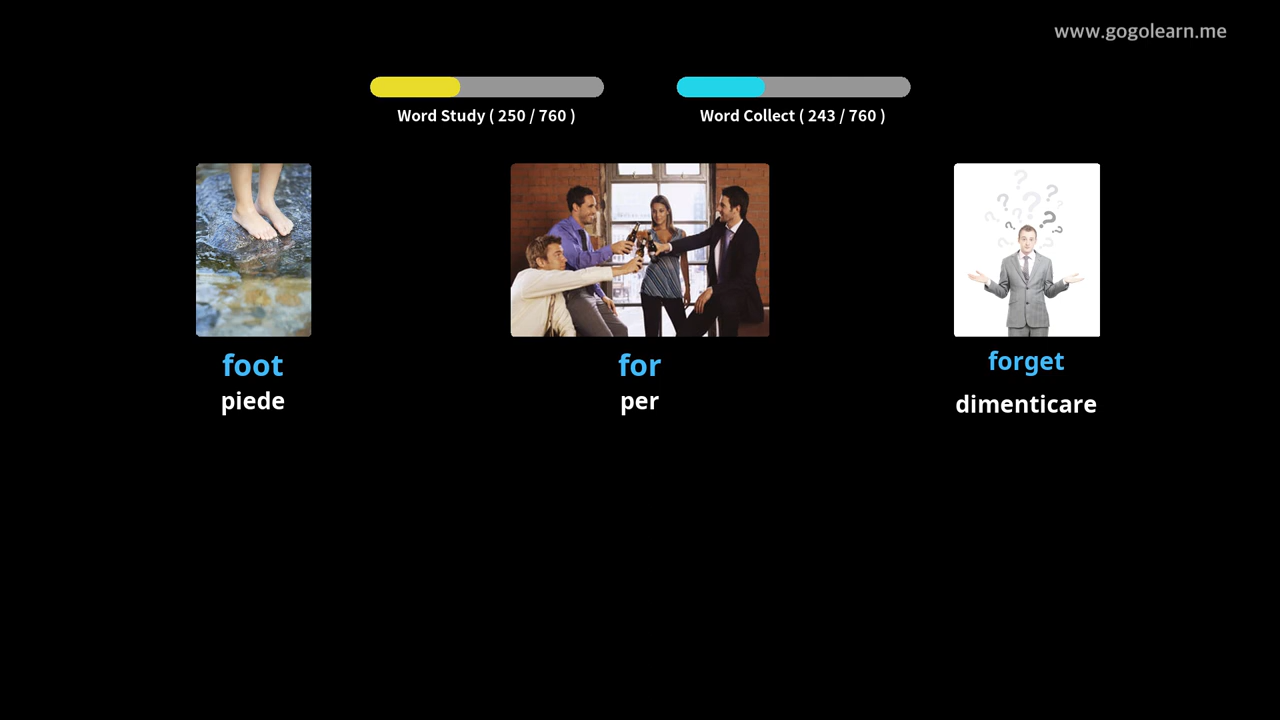 www.gogolearn.me
Word Study ( 250 / 760 )
Word Collect ( 243 / 760 )
foot
piede
for
per
forget
dimenticare